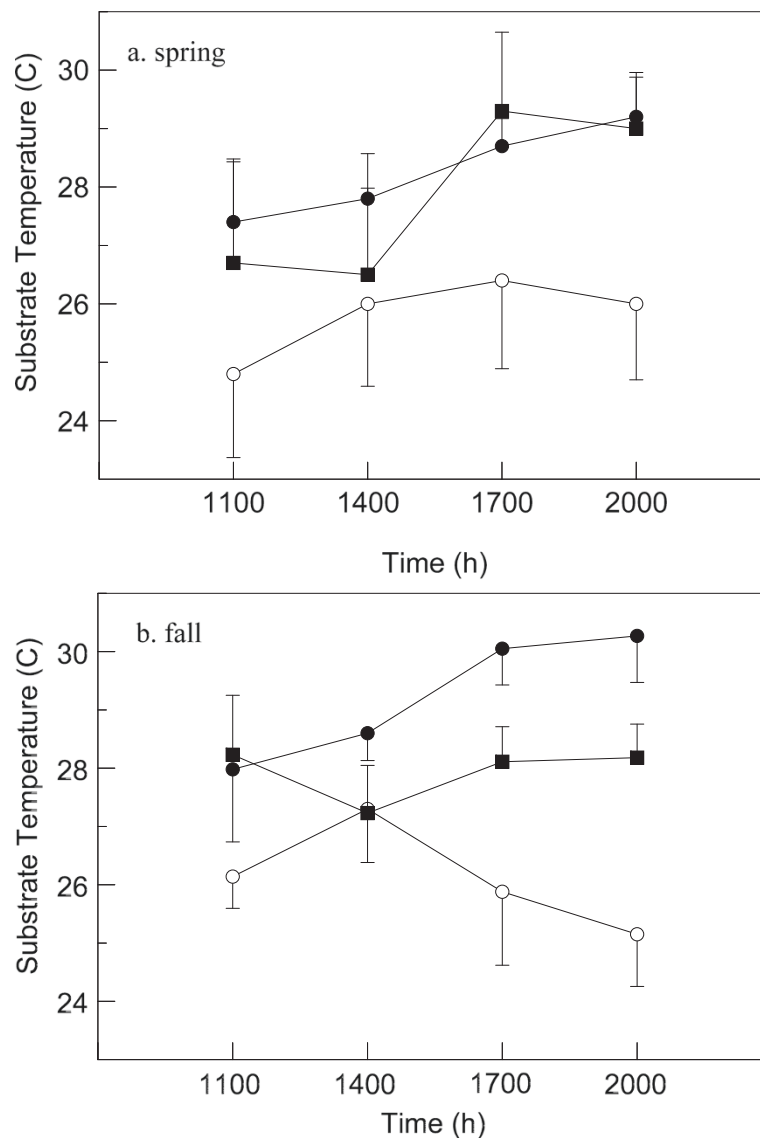 a. spring
Substrate Temperature (C)
30
28
26
24
1100 1400 1700 2000
Time (h)
b. fall
Substrate Temperature (C)
30
28
26
24
1100 1400 1700 2000
Time (h)